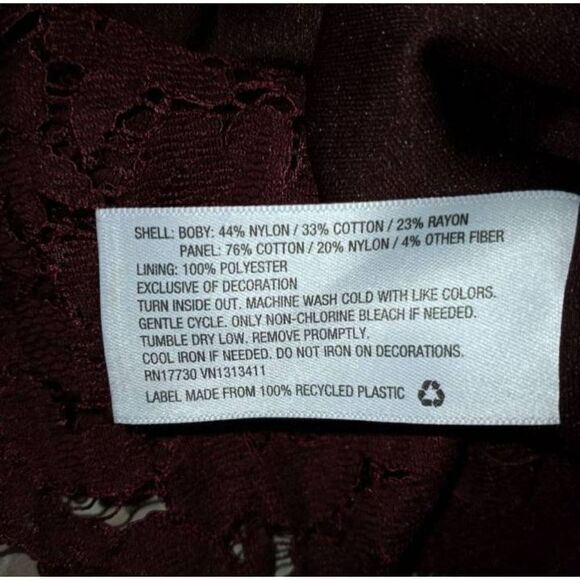 SHELL: BOBY: 44% NYLON / 33% COTTON / 23% RAYON
PANEL: 76% COTTON / 20% NYLON / 4% OTHER FIBER
LINING: 100% POLYESTER
EXCLUSIVE OF DECORATION
TURN INSIDE OUT. MACHINE WASH COLD WITH LIKE COLORS.
GENTLE CYCLE. ONLY NON-CHLORINE BLEACH IF NEEDED.
TUMBLE DRY LOW. REMOVE PROMPTLY.
COOL IRON IF NEEDED. DO NOT IRON ON DECORATIONS.
RN17730 VN1313411
LABEL MADE FROM 100% RECYCLED PLASTIC